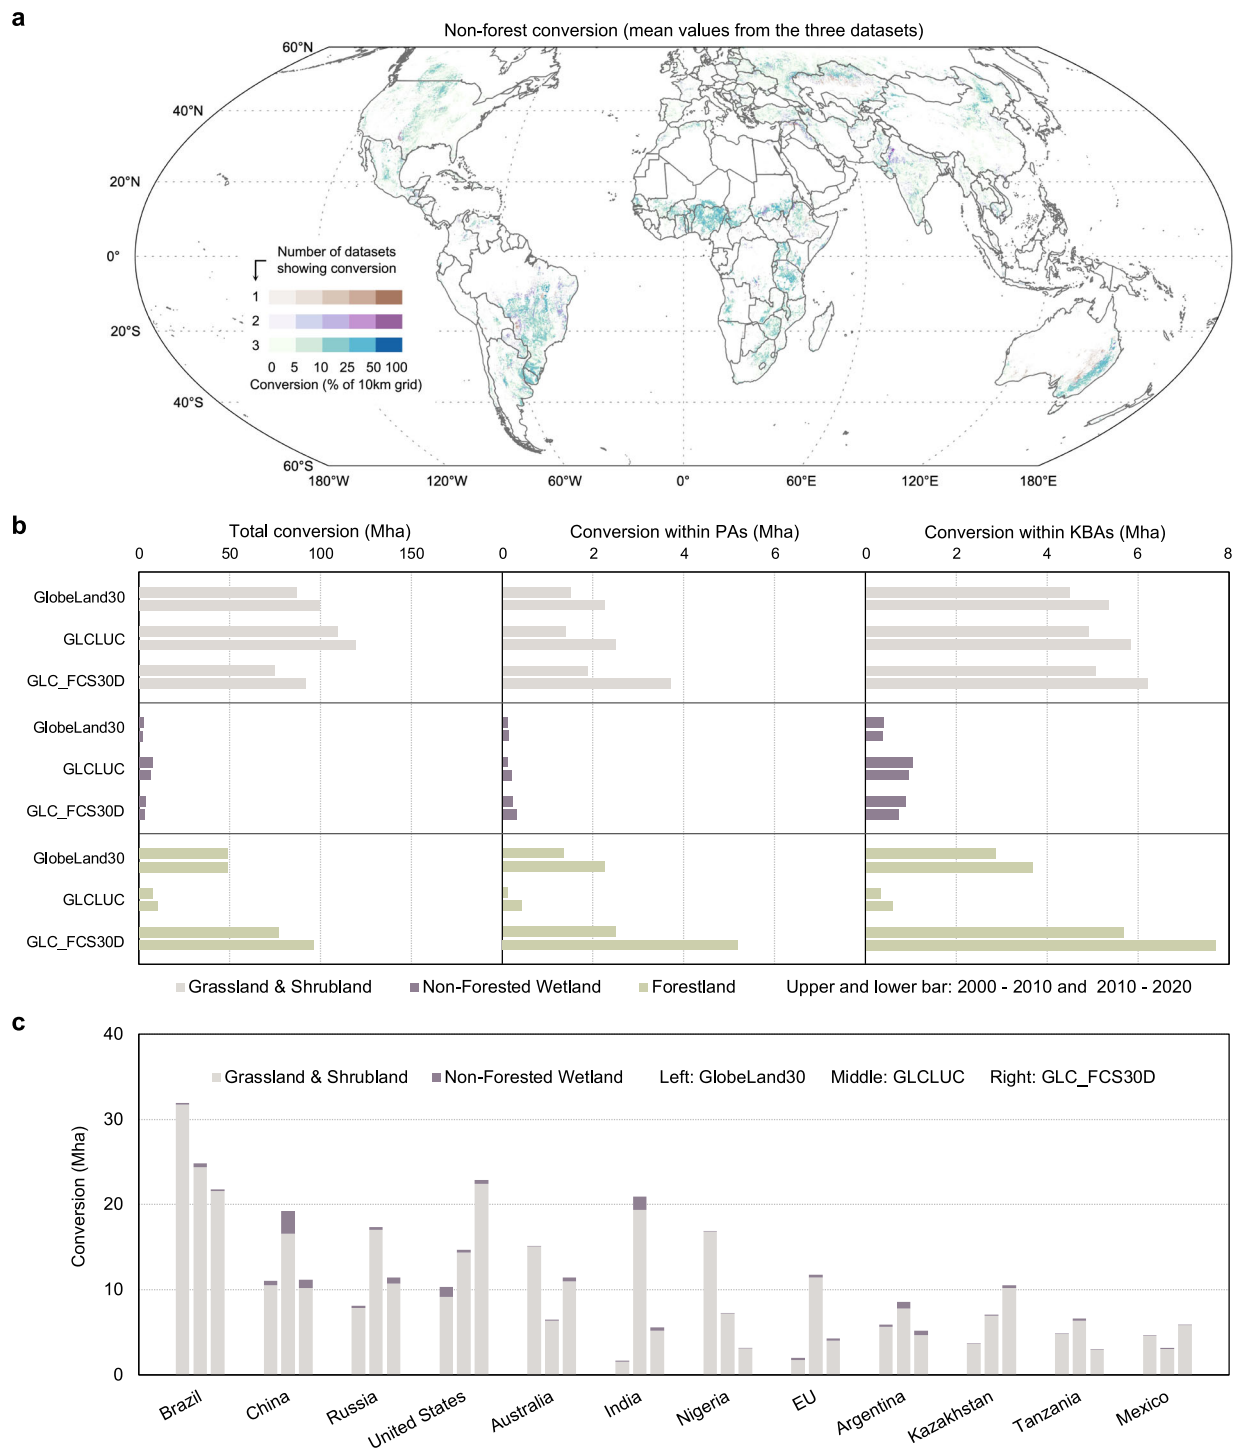 a
Non-forest conversion (mean values from the three datasets)
60°N
40°N
20°N
0°
20°S
40°S
60°S
Number of datasets
showing conversion
1
2
3
0 5 10 25 50 100
Conversion (% of 10km grid)
180°W 120°W 60°W 0° 60°E 120°E 180°E
b
Total conversion (Mha) Conversion within PAs (Mha) Conversion within KBAs (Mha)
0 50 100 150 0 2 4 6 0 2 4 6 8
GlobeLand30
GLCLUC
GLC_FCS30D
GlobeLand30
GLCLUC
GLC_FCS30D
GlobeLand30
GLCLUC
GLC_FCS30D
Grassland & Shrubland Non-Forested Wetland Forestland Upper and lower bar: 2000 - 2010 and 2010 - 2020
c
Conversion (Mha)
40
30
20
10
0
Grassland & Shrubland Non-Forested Wetland Left: GlobeLand30 Middle: GLCLUC Right: GLC_FCS30D
Brazil China Russia United States Australia India Nigeria EU Argentina Kazakhstan Tanzania Mexico